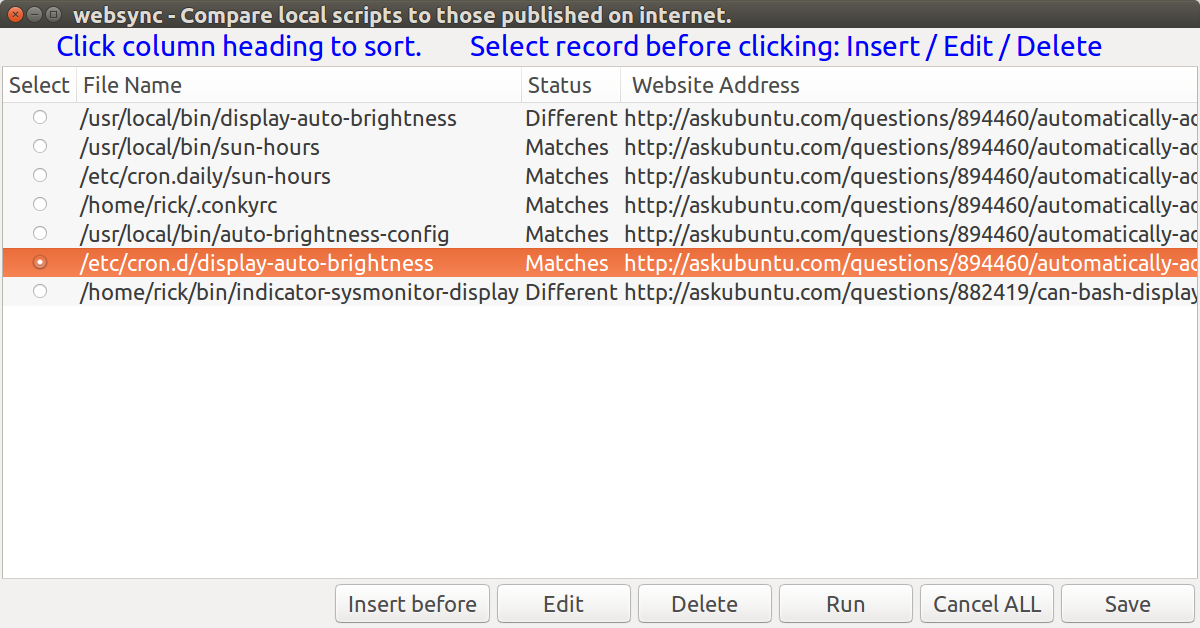 websync - Compare local scripts to those published on internet.
Click column heading to sort. Select record before clicking: Insert / Edit / Delete
Select File Name Status Website Address
/usr/local/bin/display-auto-brightness Different http://askubuntu.com/questions/894460/automatically-ac
/usr/local/bin/sun-hours Matches http://askubuntu.com/questions/894460/automatically-ac
/etc/cron.daily/sun-hours Matches http://askubuntu.com/questions/894460/automatically-ac
/home/rick/.conkyrc Matches http://askubuntu.com/questions/894460/automatically-ac
/usr/local/bin/auto-brightness-config Matches http://askubuntu.com/questions/894460/automatically-ac
/etc/cron.d/display-auto-brightness Matches http://askubuntu.com/questions/894460/automatically-ac
/home/rick/bin/indicator-sysmonitor-display Different http://askubuntu.com/questions/882419/can-bash-display
Insert before Edit Delete Run Cancel ALL Save